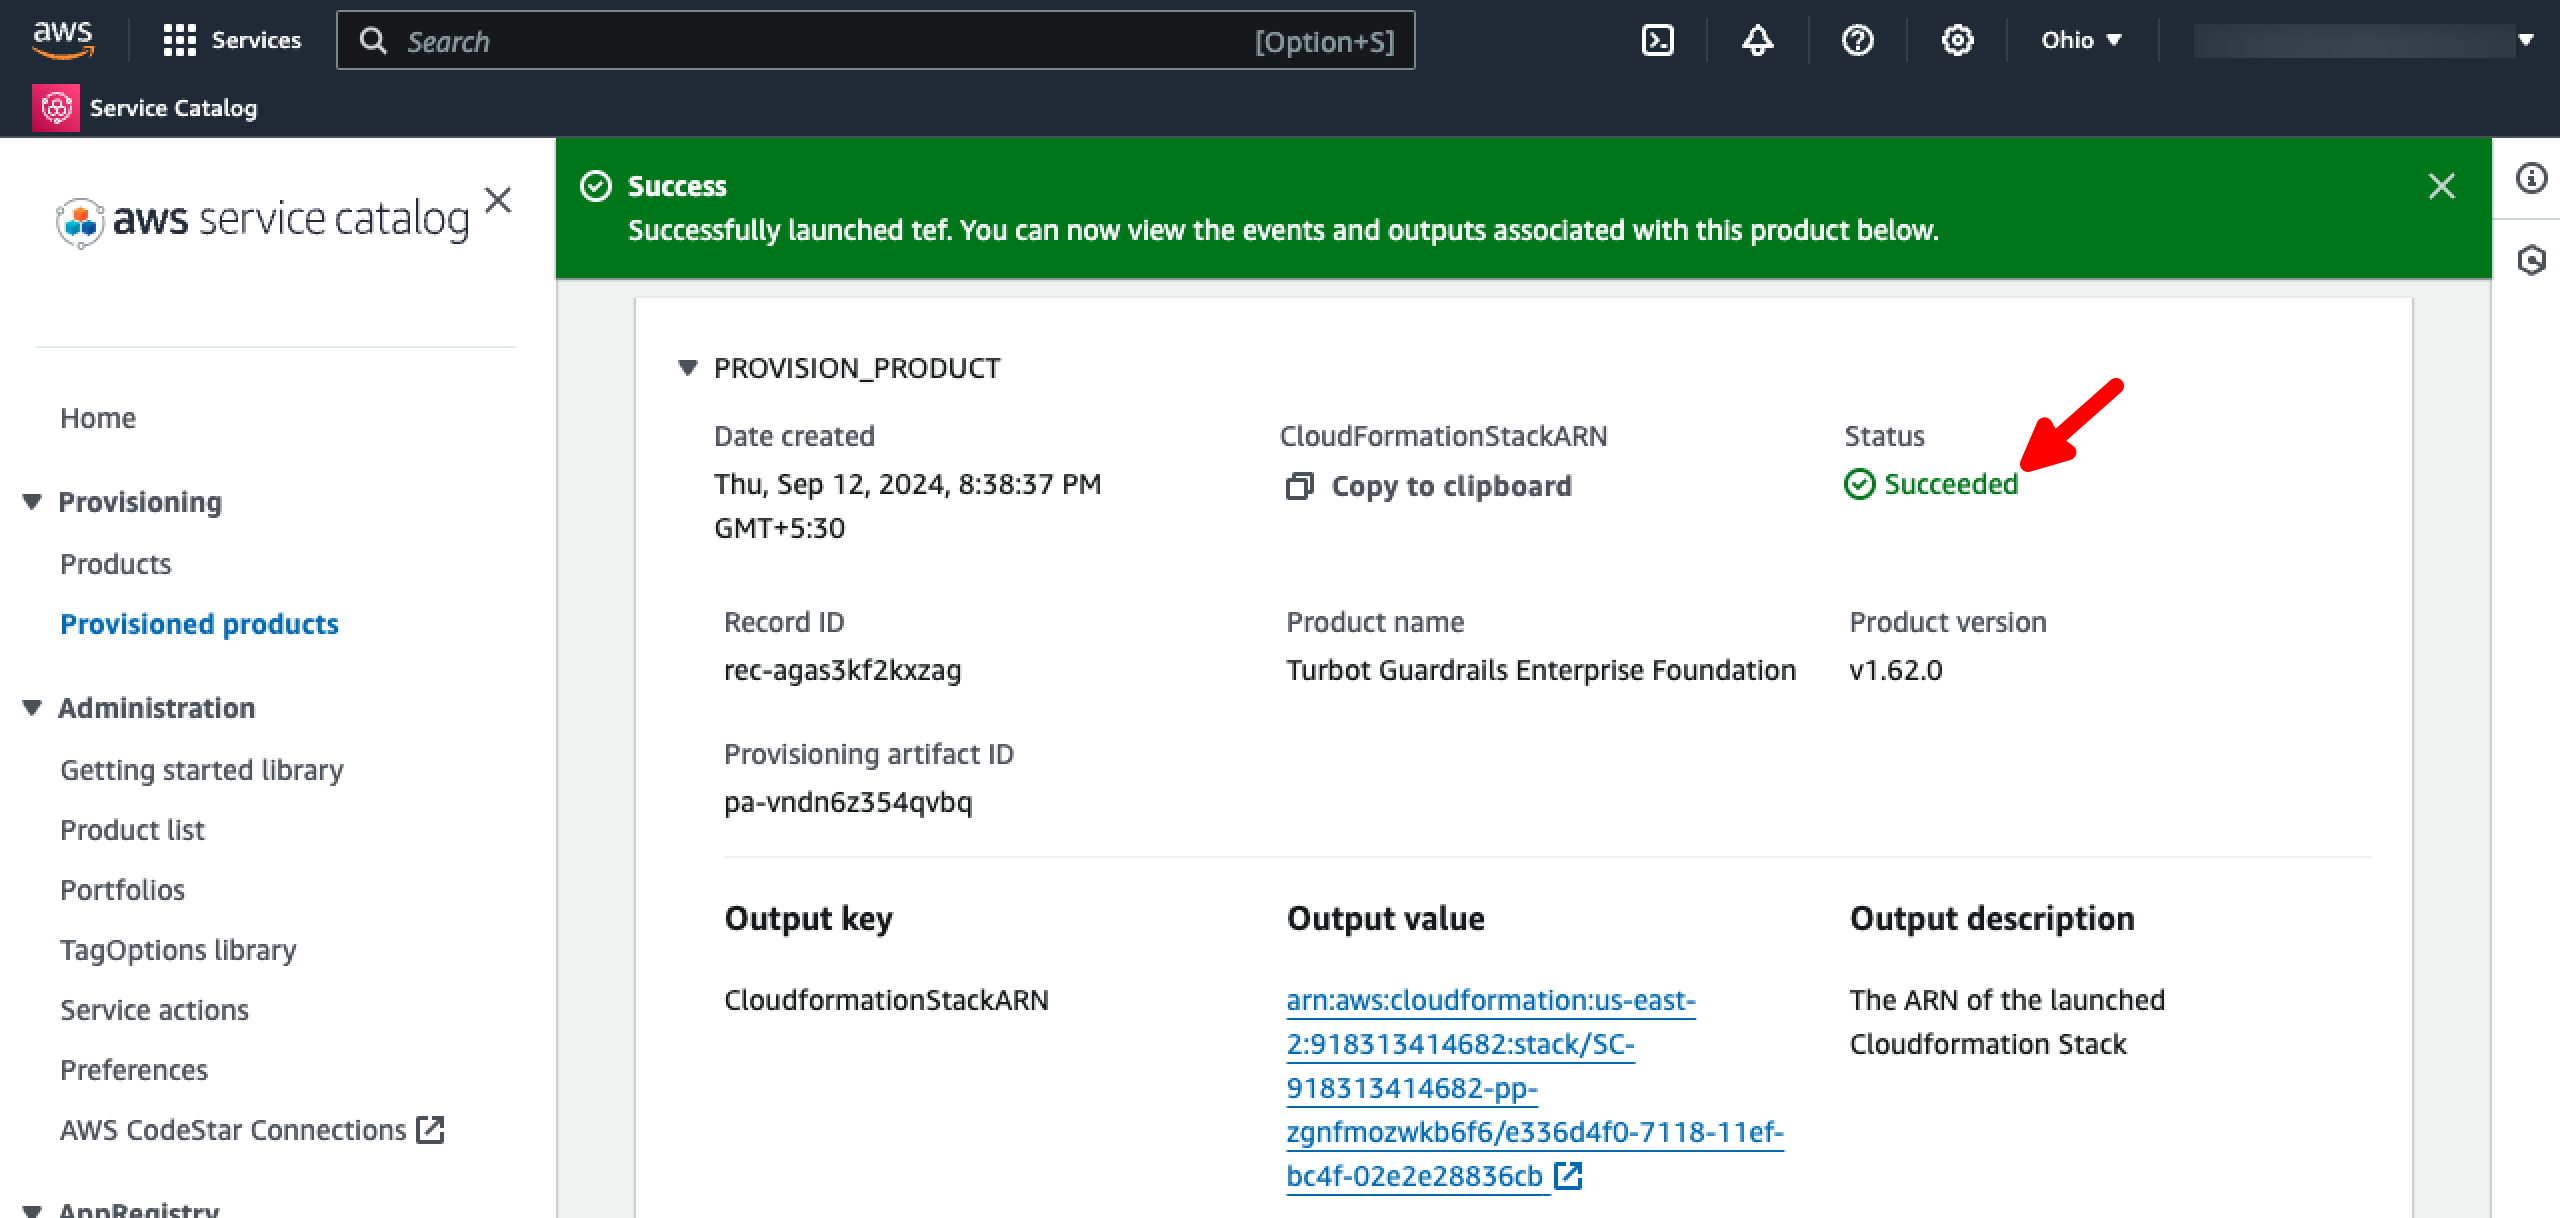 aws
Services
Search
[Option+S]
Ohio
Service Catalog
aws service catalog
Home
Provisioning
Products
Provisioned products
Administration
Getting started library
Product list
Portfolios
TagOptions library
Service actions
Preferences
AWS CodeStar Connections
AppRegistry
Success
Successfully launched tef. You can now view the events and outputs associated with this product below.
PROVISION_PRODUCT
Date created
Thu, Sep 12, 2024, 8:38:37 PM
GMT+5:30
CloudFormationStackARN
Copy to clipboard
Status
Succeeded
Record ID
rec-agas3kf2kxzag
Product name
Turbot Guardrails Enterprise Foundation
Product version
v1.62.0
Provisioning artifact ID
pa-vndn6z354qvbq
Output key
Output value
Output description
CloudformationStackARN
arn:aws:cloudformation:us-east-
2:918313414682:stack/SC-
918313414682-pp-
zgnfmozwkb6f6/e336d4f0-7118-11ef-
bc4f-02e2e28836cb
The ARN of the launched
Cloudformation Stack